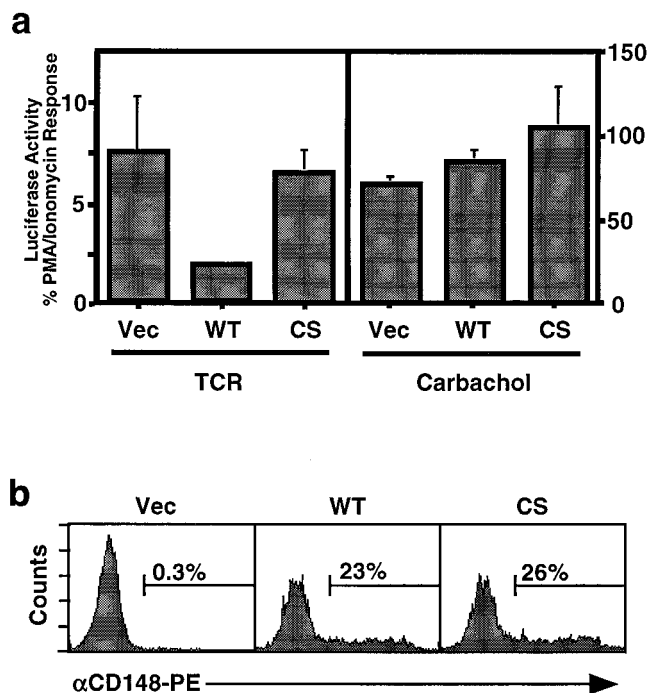 a
Luciferase Activity
% PMA/Ionomycin Response
10
5
0
150
100
50
0
Vec WT CS Vec WT CS
TCR Carbachol
b
Vec WT CS
Counts
0.3% 23% 26%
αCD148-PE